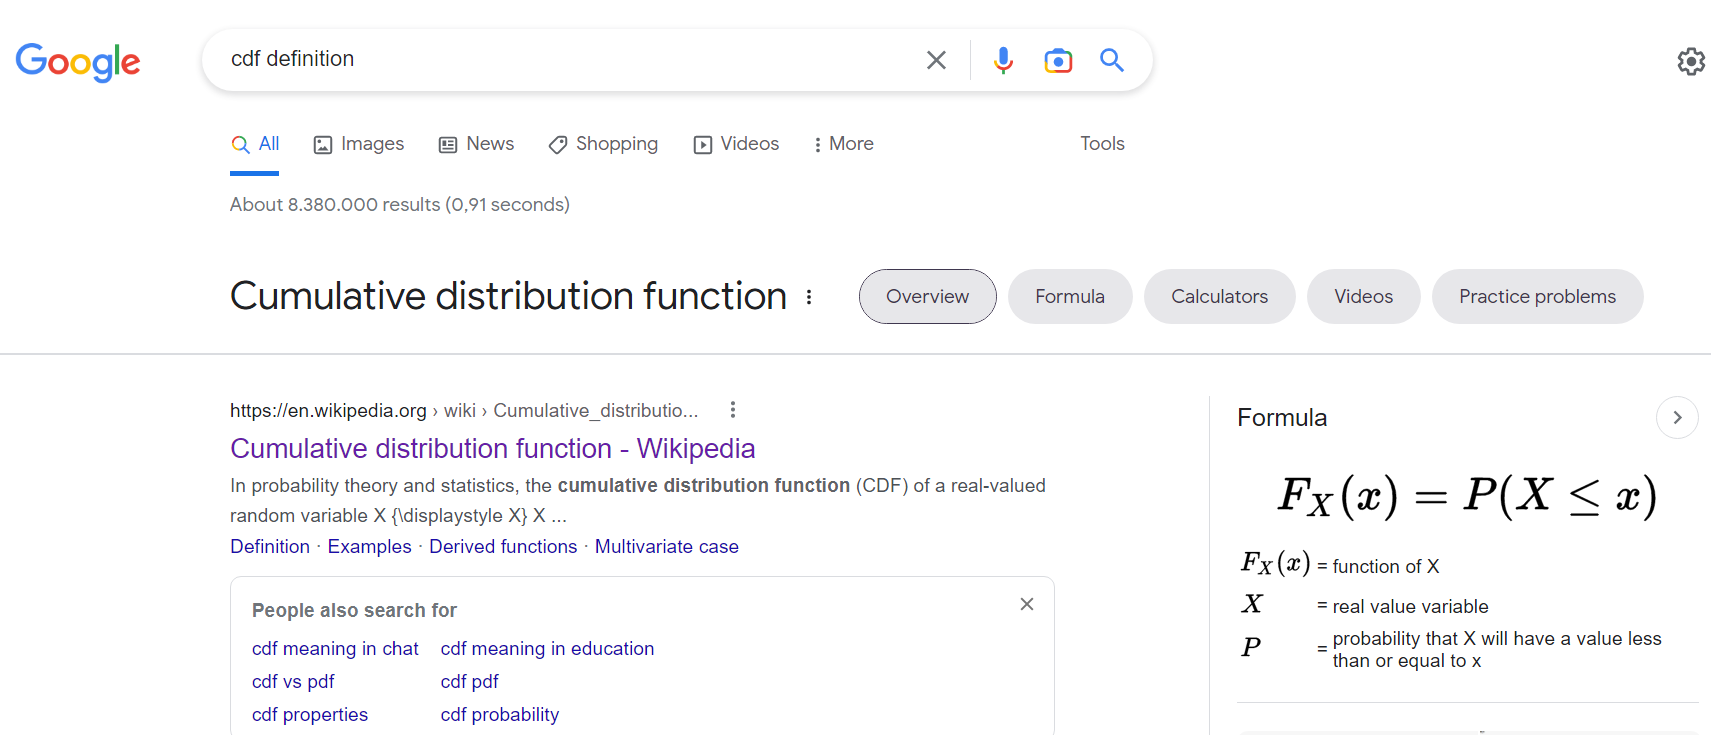 Google
cdf definition
All Images News Shopping Videos More Tools
About 8.380.000 results (0,91 seconds)
Cumulative distribution function
Overview Formula Calculators Videos Practice problems
https://en.wikipedia.org › wiki › Cumulative_distributio...
Cumulative distribution function - Wikipedia
In probability theory and statistics, the cumulative distribution function (CDF) of a real-valued
random variable X {\displaystyle X} X ...
Definition · Examples · Derived functions · Multivariate case
People also search for
cdf meaning in chat cdf meaning in education
cdf vs pdf cdf pdf
cdf properties cdf probability
Formula
F_X(x) = P(X ≤ x)
F_X(x) = function of X
X = real value variable
P = probability that X will have a value less
than or equal to x